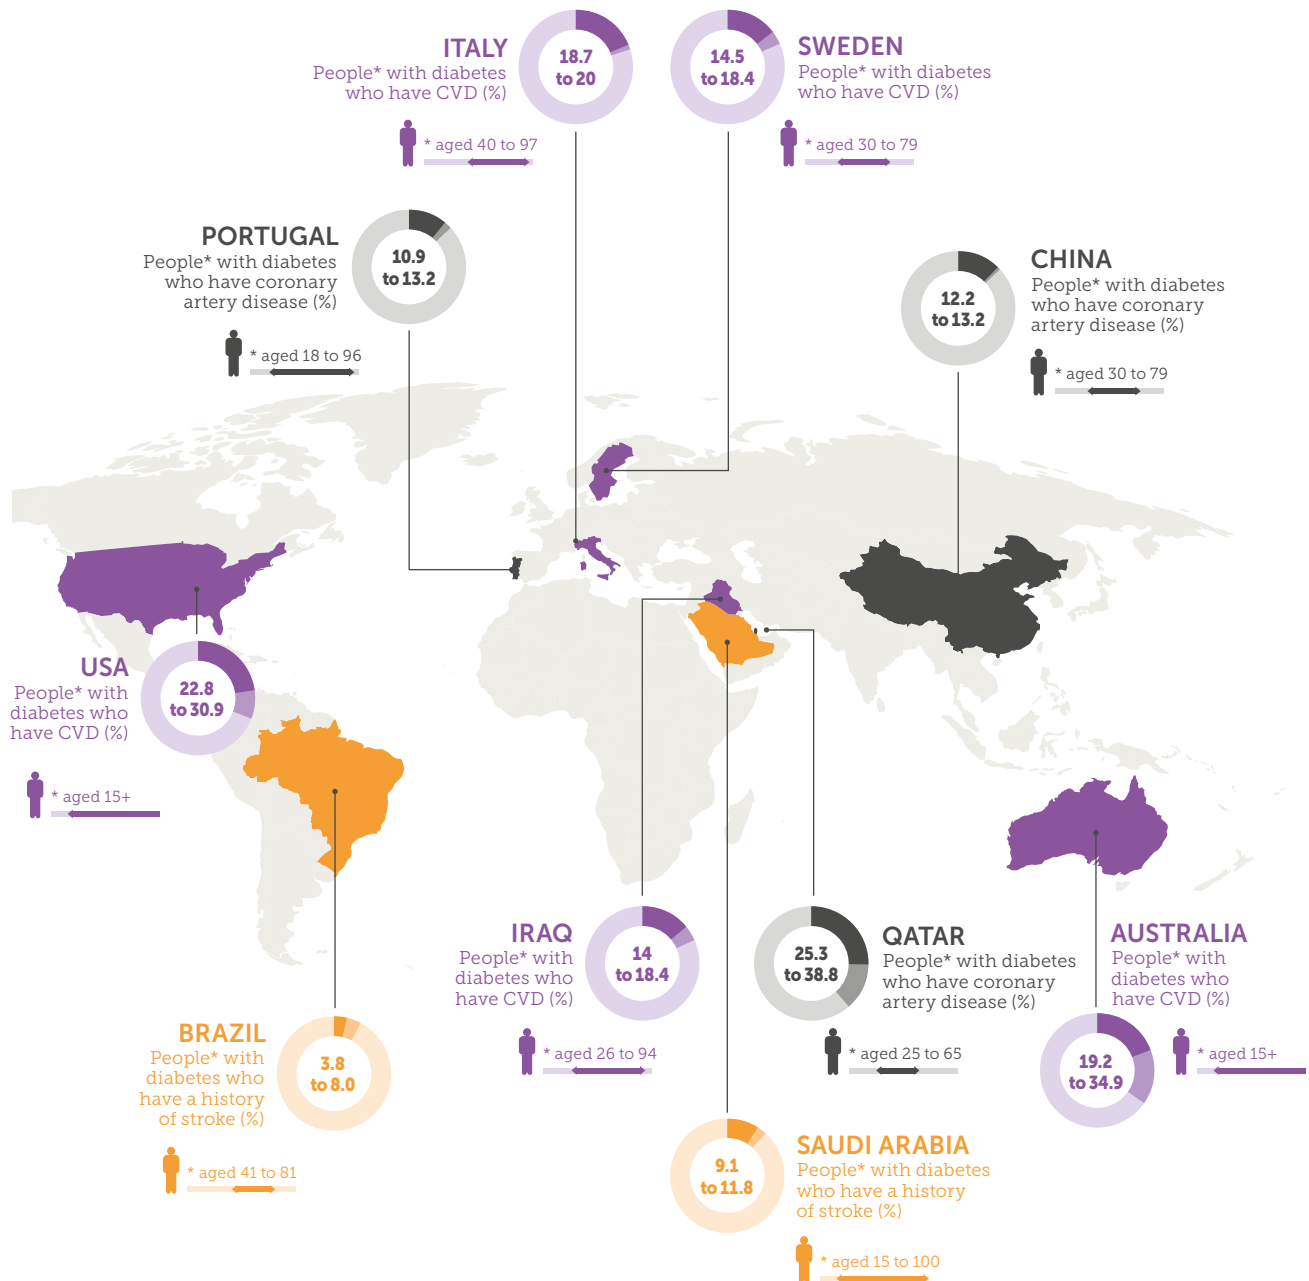 ITALY
People* with diabetes
who have CVD (%)
18.7
to 20
* aged 40 to 97
SWEDEN
People* with diabetes
who have CVD (%)
14.5
to 18.4
* aged 30 to 79
PORTUGAL
People* with diabetes
who have coronary
artery disease (%)
10.9
to 13.2
* aged 18 to 96
CHINA
People* with diabetes
who have coronary
artery disease (%)
12.2
to 13.2
* aged 30 to 79
USA
People* with
diabetes who
have CVD (%)
22.8
to 30.9
* aged 15+
IRAQ
People* with
diabetes who
have CVD (%)
14
to 18.4
* aged 26 to 94
QATAR
People* with diabetes
who have coronary
artery disease (%)
25.3
to 38.8
* aged 25 to 65
AUSTRALIA
People* with
diabetes who
have CVD (%)
19.2
to 34.9
* aged 15+
BRAZIL
People* with
diabetes who
have a history
of stroke (%)
3.8
to 8.0
* aged 41 to 81
SAUDI ARABIA
People* with diabetes
who have a history
of stroke (%)
9.1
to 11.8
* aged 15 to 100